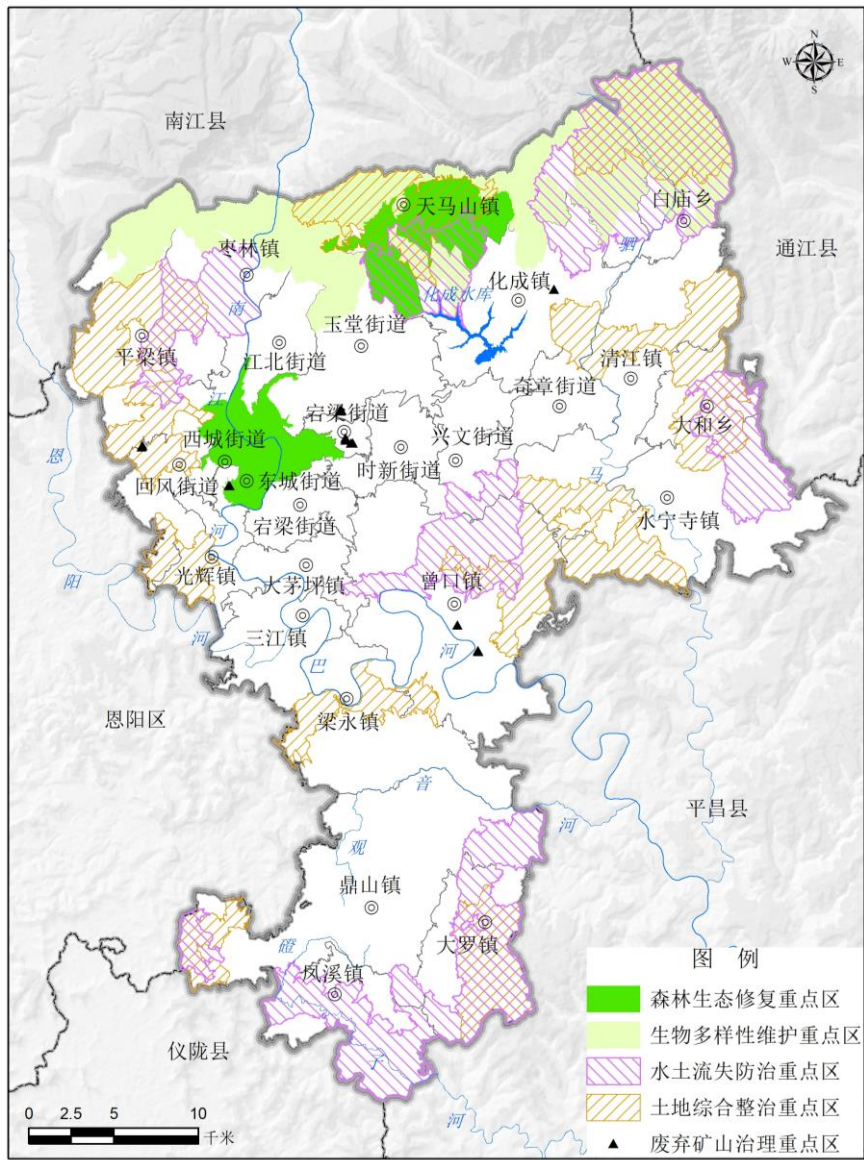 N
W
E
S
南江县
天马山镇
白庙乡
驷
枣林镇
通江县
南
化成镇
化成水库
玉堂街道
平梁镇
江北街道
清江镇
江
奇章街道
大和乡
宕梁街道
恩
西城街道
兴文街道
时新街道
马
回风街道
东城街道
水宁寺镇
宕梁街道
河
光辉镇
阳
大茅坪镇
曾口镇
河
三江镇
巴
河
恩阳区
梁永镇
音
平昌县
河
观
鼎山镇
大罗镇
磴
凤溪镇
仪陇县
子
河
图 例
森林生态修复重点区
生物多样性维护重点区
水土流失防治重点区
土地综合整治重点区
废弃矿山治理重点区
0 2.5 5 10
千米